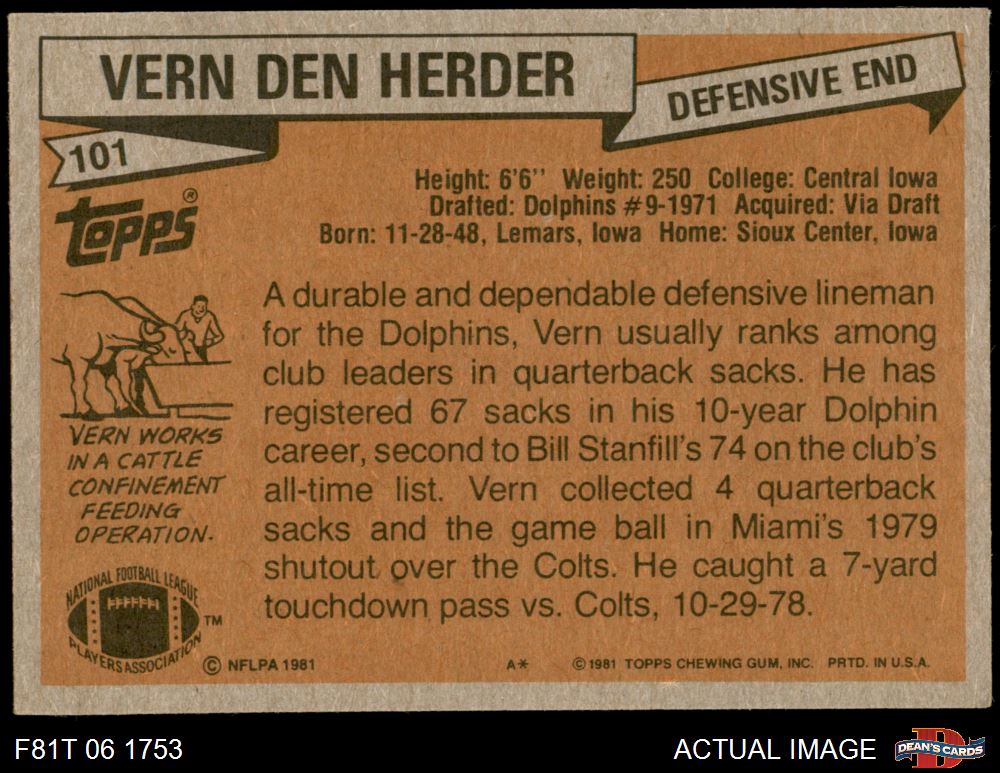 VERN DEN HERDER
DEFENSIVE END
101
TOPPS®
Height: 6'6'' Weight: 250 College: Central Iowa
Drafted: Dolphins #9-1971 Acquired: Via Draft
Born: 11-28-48, Lemars, Iowa Home: Sioux Center, Iowa
A durable and dependable defensive lineman
for the Dolphins, Vern usually ranks among
club leaders in quarterback sacks. He has
registered 67 sacks in his 10-year Dolphin
career, second to Bill Stanfill's 74 on the club's
all-time list. Vern collected 4 quarterback
sacks and the game ball in Miami's 1979
shutout over the Colts. He caught a 7-yard
touchdown pass vs. Colts, 10-29-78.
VERN WORKS
IN A CATTLE
CONFINEMENT
FEEDING
OPERATION.
NATIONAL FOOTBALL LEAGUE
PLAYERS ASSOCIATION TM
© NFLPA 1981
A*
© 1981 TOPPS CHEWING GUM, INC. PRTD. IN U.S.A.
F81T 06 1753
ACTUAL IMAGE
D
DEAN'S CARDS